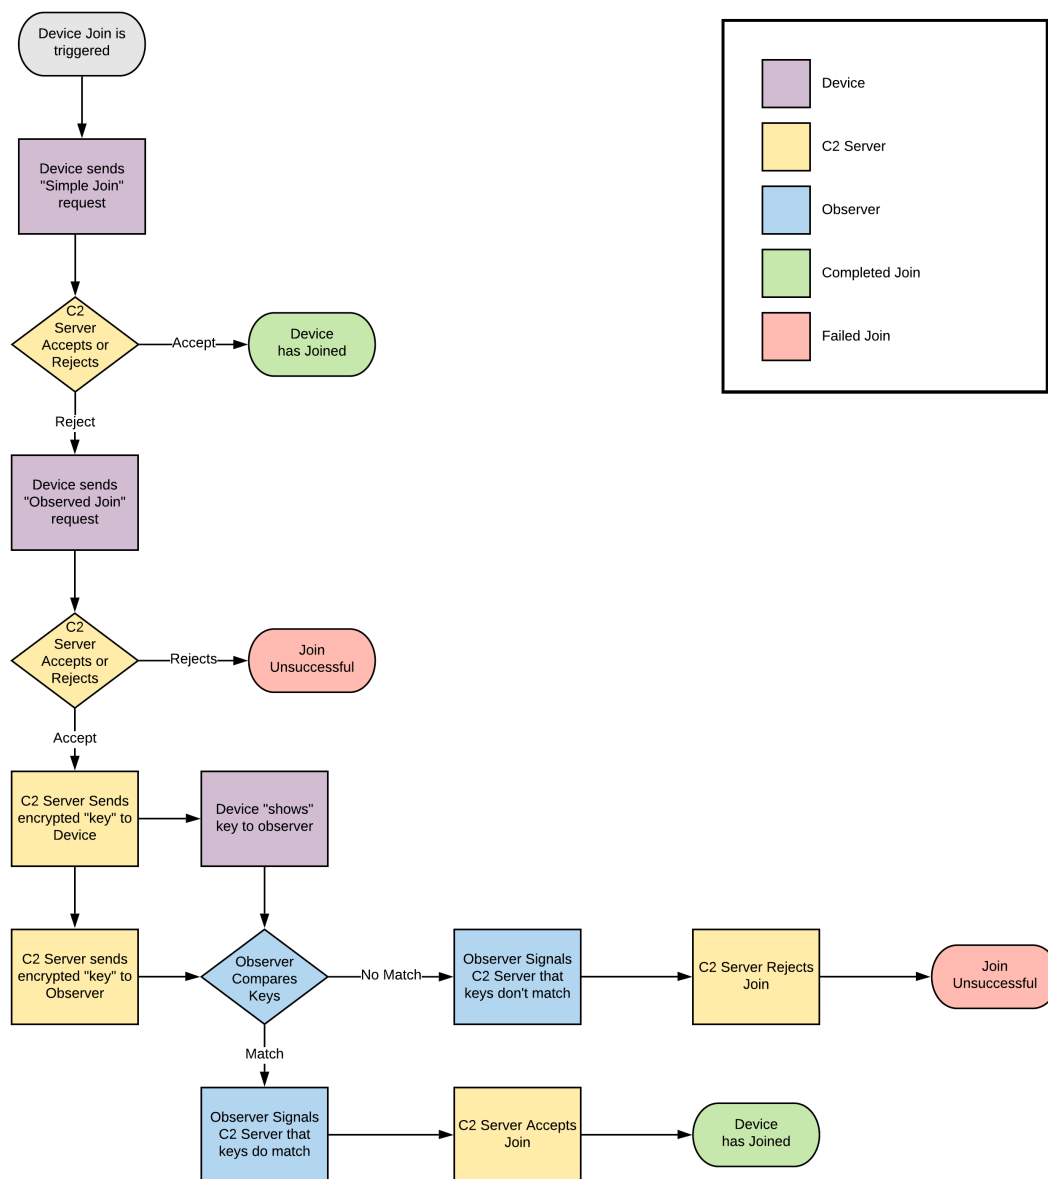 Device Join is
triggered
Device
C2 Server
Observer
Completed Join
Failed Join
Device sends
"Simple Join"
request
C2
Server
Accepts or
Rejects
Accept
Device
has Joined
Reject
Device sends
"Observed Join"
request
C2
Server
Accepts or
Rejects
Rejects
Join
Unsuccessful
Accept
C2 Server Sends
encrypted "key" to
Device
Device "shows"
key to observer
C2 Server sends
encrypted "key" to
Observer
Observer
Compares
Keys
No Match
Observer Signals
C2 Server that
keys don't match
C2 Server Rejects
Join
Join
Unsuccessful
Match
Observer Signals
C2 Server that
keys do match
C2 Server Accepts
Join
Device
has Joined